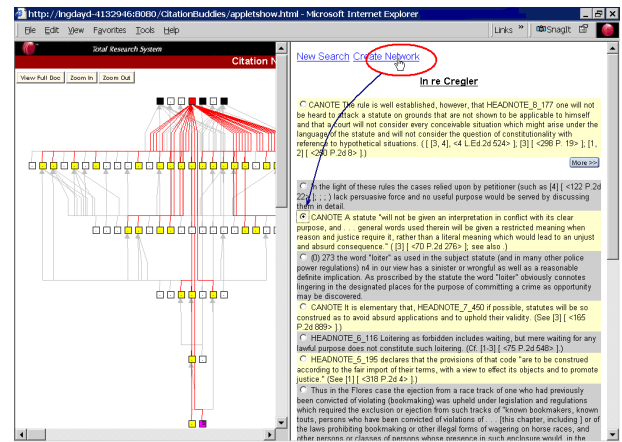 http://lngdayd-4132946:8080/CitationBuddies/appletshow.html - Microsoft Internet Explorer
File Edit View Favorites Tools Help
Links » SnagIt
Total Research System
Citation N
View Full Doc Zoom In Zoom Out
New Search Create Network
In re Cregler
CANOTE The rule is well established, however, that HEADNOTE_8_177 one will not
be heard to attack a statute on grounds that are not shown to be applicable to himself
and that a court will not consider every conceivable situation which might arise under the
language of the statute and will not consider the question of constitutionality with
reference to hypothetical situations. ( [ [3, 4], <4 L.Ed.2d 524> ]; [3] [ <298 P. 19> ]; [1,
2] [ <290 P.2d 8> ].)
More >>
In the light of these rules the cases relied upon by petitioner (such as [4] [ <122 P.2d
22> ]; ; ; ) lack persuasive force and no useful purpose would be served by discussing
them in detail.
CANOTE A statute "will not be given an interpretation in conflict with its clear
purpose, and . . . general words used therein will be given a restricted meaning when
reason and justice require it, rather than a literal meaning which would lead to an unjust
and absurd consequence." ( [3] [ <70 P.2d 276> ]; see also .)
(0) 273 the word "loiter" as used in the subject statute (and in many other police
power regulations) n4 in our view has a sinister or wrongful as well as a reasonable
definite implication. As proscribed by the statute the word "loiter" obviously connotes
lingering in the designated places for the purpose of committing a crime as opportunity
may be discovered.
CANOTE It is elementary that, HEADNOTE_7_450 if possible, statutes will be so
construed as to avoid absurd applications and to uphold their validity. (See [3] [ <165
P.2d 889> ].)
HEADNOTE_6_116 Loitering as forbidden includes waiting, but mere waiting for any
lawful purpose does not constitute such loitering. (Cf. [1-3] [ <75 P.2d 548> ].)
HEADNOTE_5_195 declares that the provisions of that code "are to be construed
according to the fair import of their terms, with a view to effect its objects and to promote
justice." (See [1] [ <318 P.2d 4> ].)
Thus in the Flores case the ejection from a race track of one who had previously
been convicted of violating (bookmaking) was upheld under legislation and regulations
which required the exclusion or ejection from such tracks of "known bookmakers, known
touts, persons who have been convicted of violations of . . . [this chapter, including ] or of
the laws prohibiting bookmaking or other illegal forms of wagering on horse races, and
other persons or classes of persons whose presence in such enclosure would, in the